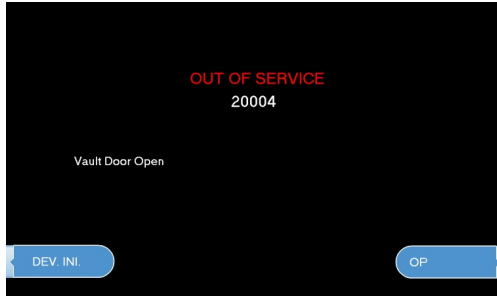 OUT OF SERVICE
20004
Vault Door Open
DEV. INI.
OP